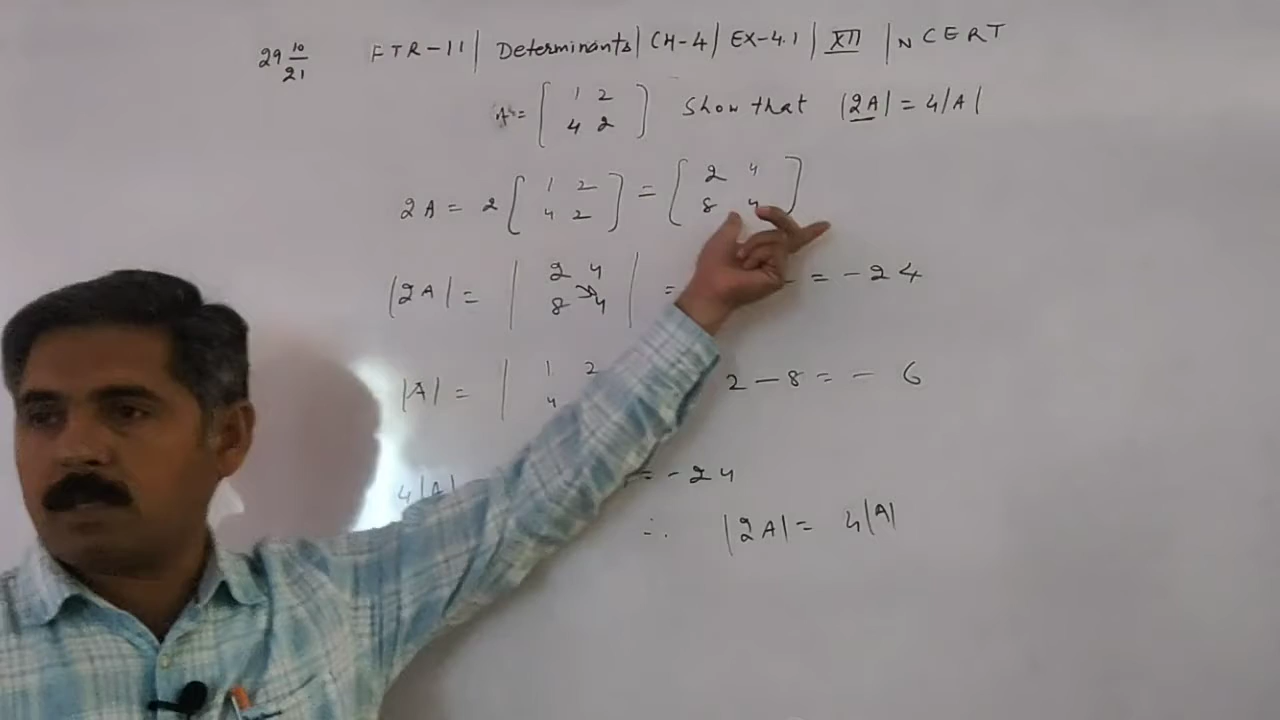 29 10/21 FTR-11 | Determinants | CH-4 | EX-4.1 | XII | NCERT
A = [ 1 2 Show that |2A| = 4|A|
4 2 ]
2A = 2 [ 1 2 = [ 2 4
4 2 ] 8 4 ]
|2A| = | 2 4 = = -24
8 4 |
|A| = | 1 2 2 - 8 = - 6
4
4|A| = -24
∴ |2A| = 4|A|